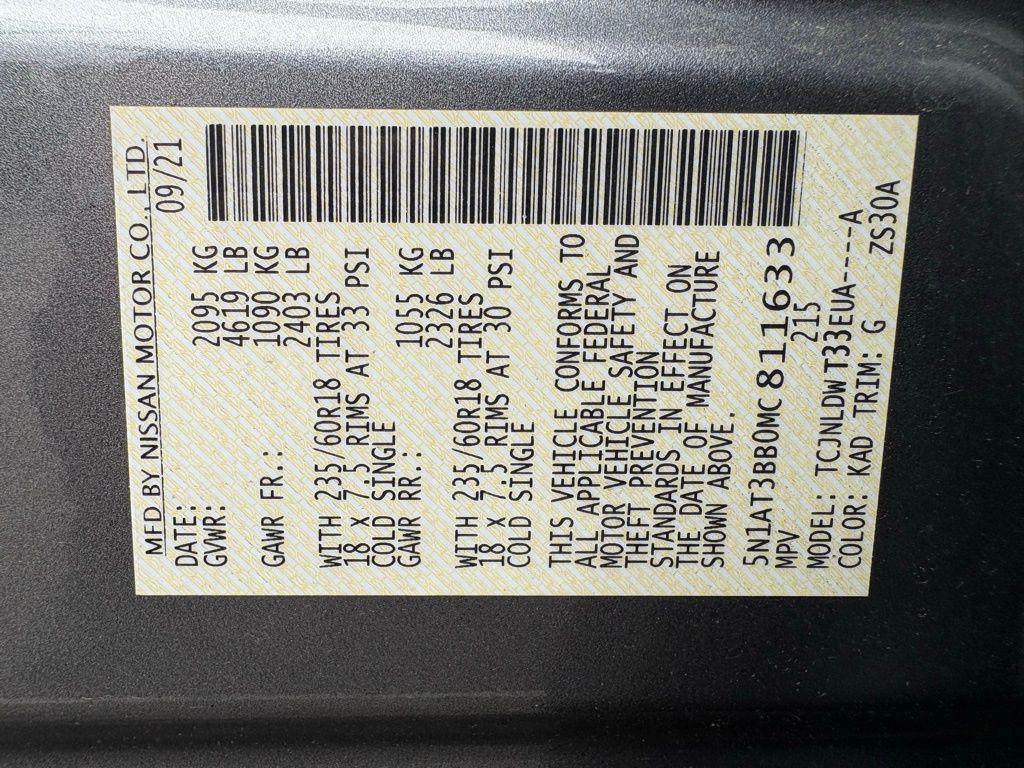 MFD BY NISSAN MOTOR CO., LTD.
DATE: 09/21
GVWR: 2095 KG
4619 LB
GAWR FR.: 1090 KG
2403 LB
WITH 235/60R18 TIRES
18 X 7.5 RIMS AT 33 PSI
COLD SINGLE
GAWR RR.: 1055 KG
2326 LB
WITH 235/60R18 TIRES
18 X 7.5 RIMS AT 30 PSI
COLD SINGLE
THIS VEHICLE CONFORMS TO
ALL APPLICABLE FEDERAL
MOTOR VEHICLE SAFETY AND
THEFT PREVENTION
STANDARDS IN EFFECT ON
THE DATE OF MANUFACTURE
SHOWN ABOVE.
5N1AT3BB0MC811633
MPV 215
MODEL: TCJNLDWT33EUA-----A
COLOR: KAD TRIM: G ZS30A